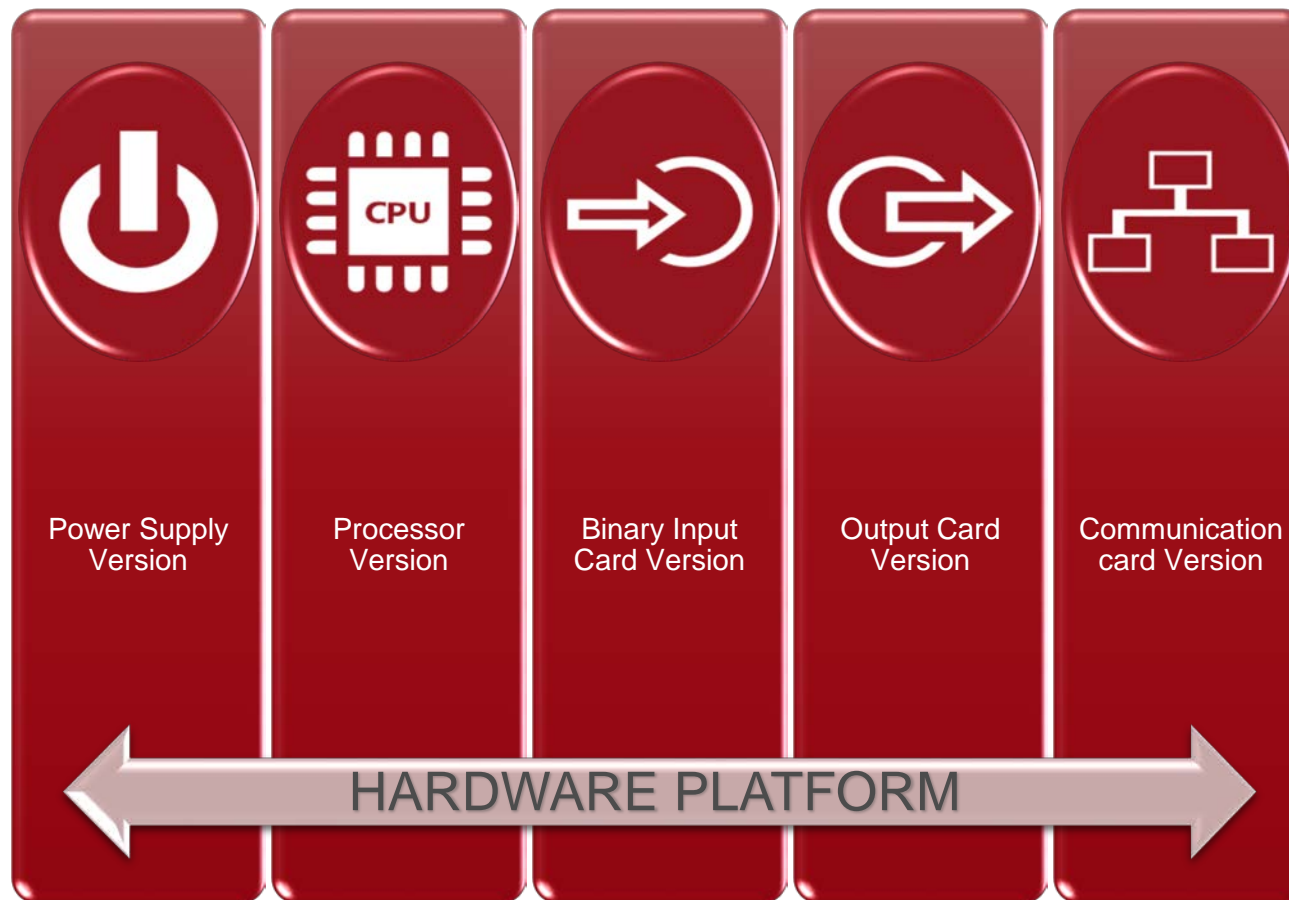 CPU
Power Supply
Version
Processor
Version
Binary Input
Card Version
Output Card
Version
Communication
card Version
HARDWARE PLATFORM